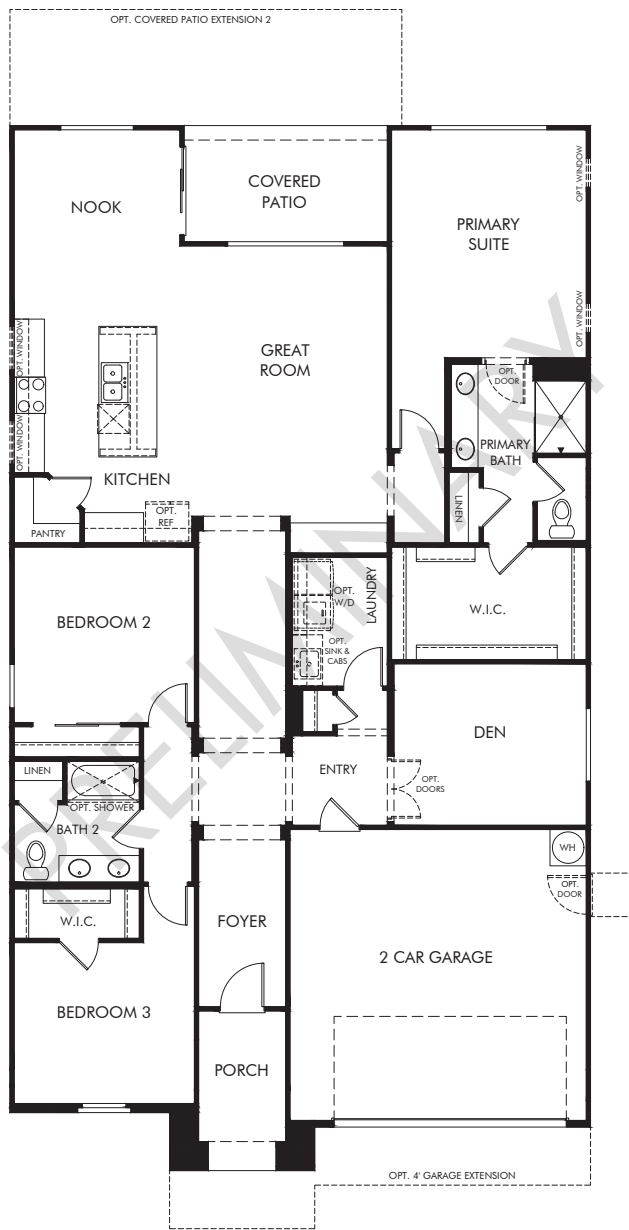 OPT. COVERED PATIO EXTENSION 2
COVERED
PATIO
NOOK
PRIMARY
SUITE
OPT. WINDOW
OPT. WINDOW
OPT. WINDOW
OPT. WINDOW
GREAT
ROOM
OPT.
DOOR
PRIMARY
BATH
KITCHEN
LINEN
OPT.
REF
PANTRY
BEDROOM 2
OPT.
W/D
LAUNDRY
OPT.
SINK &
CABS
W.I.C.
DEN
ENTRY
OPT.
DOORS
LINEN
OPT. SHOWER
BATH 2
WH
OPT.
DOOR
W.I.C.
FOYER
2 CAR GARAGE
BEDROOM 3
PORCH
OPT. 4' GARAGE EXTENSION
PRELIMINARY